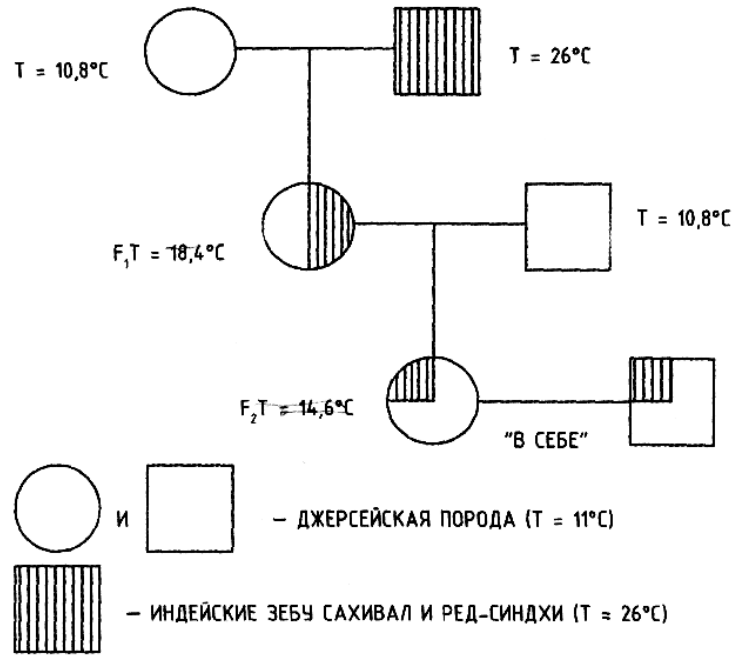 T = 10,8°C
T = 26°C
F₁T = 18,4°C
T = 10,8°C
F₂T = 14,6°C
"В СЕБЕ"
И — ДЖЕРСЕЙСКАЯ ПОРОДА (T = 11°C)
— ИНДЕЙСКИЕ ЗЕБУ САХИВАЛ И РЕД-СИНДХИ (T = 26°C)